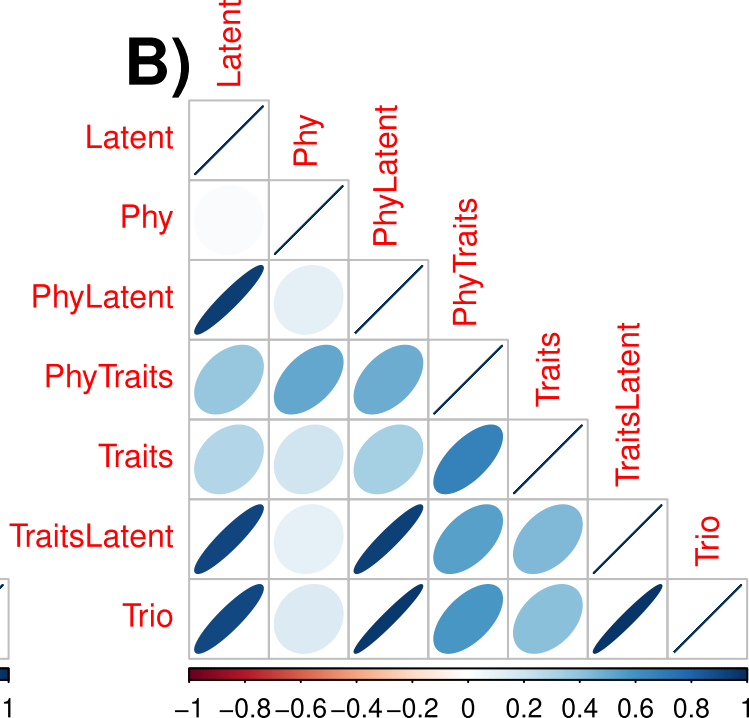 B)
Latent
Phy
PhyLatent
PhyTraits
Traits
TraitsLatent
Trio
Latent
Phy
PhyLatent
PhyTraits
Traits
TraitsLatent
Trio
1
−1 −0.8 −0.6 −0.4 −0.2 0 0.2 0.4 0.6 0.8 1